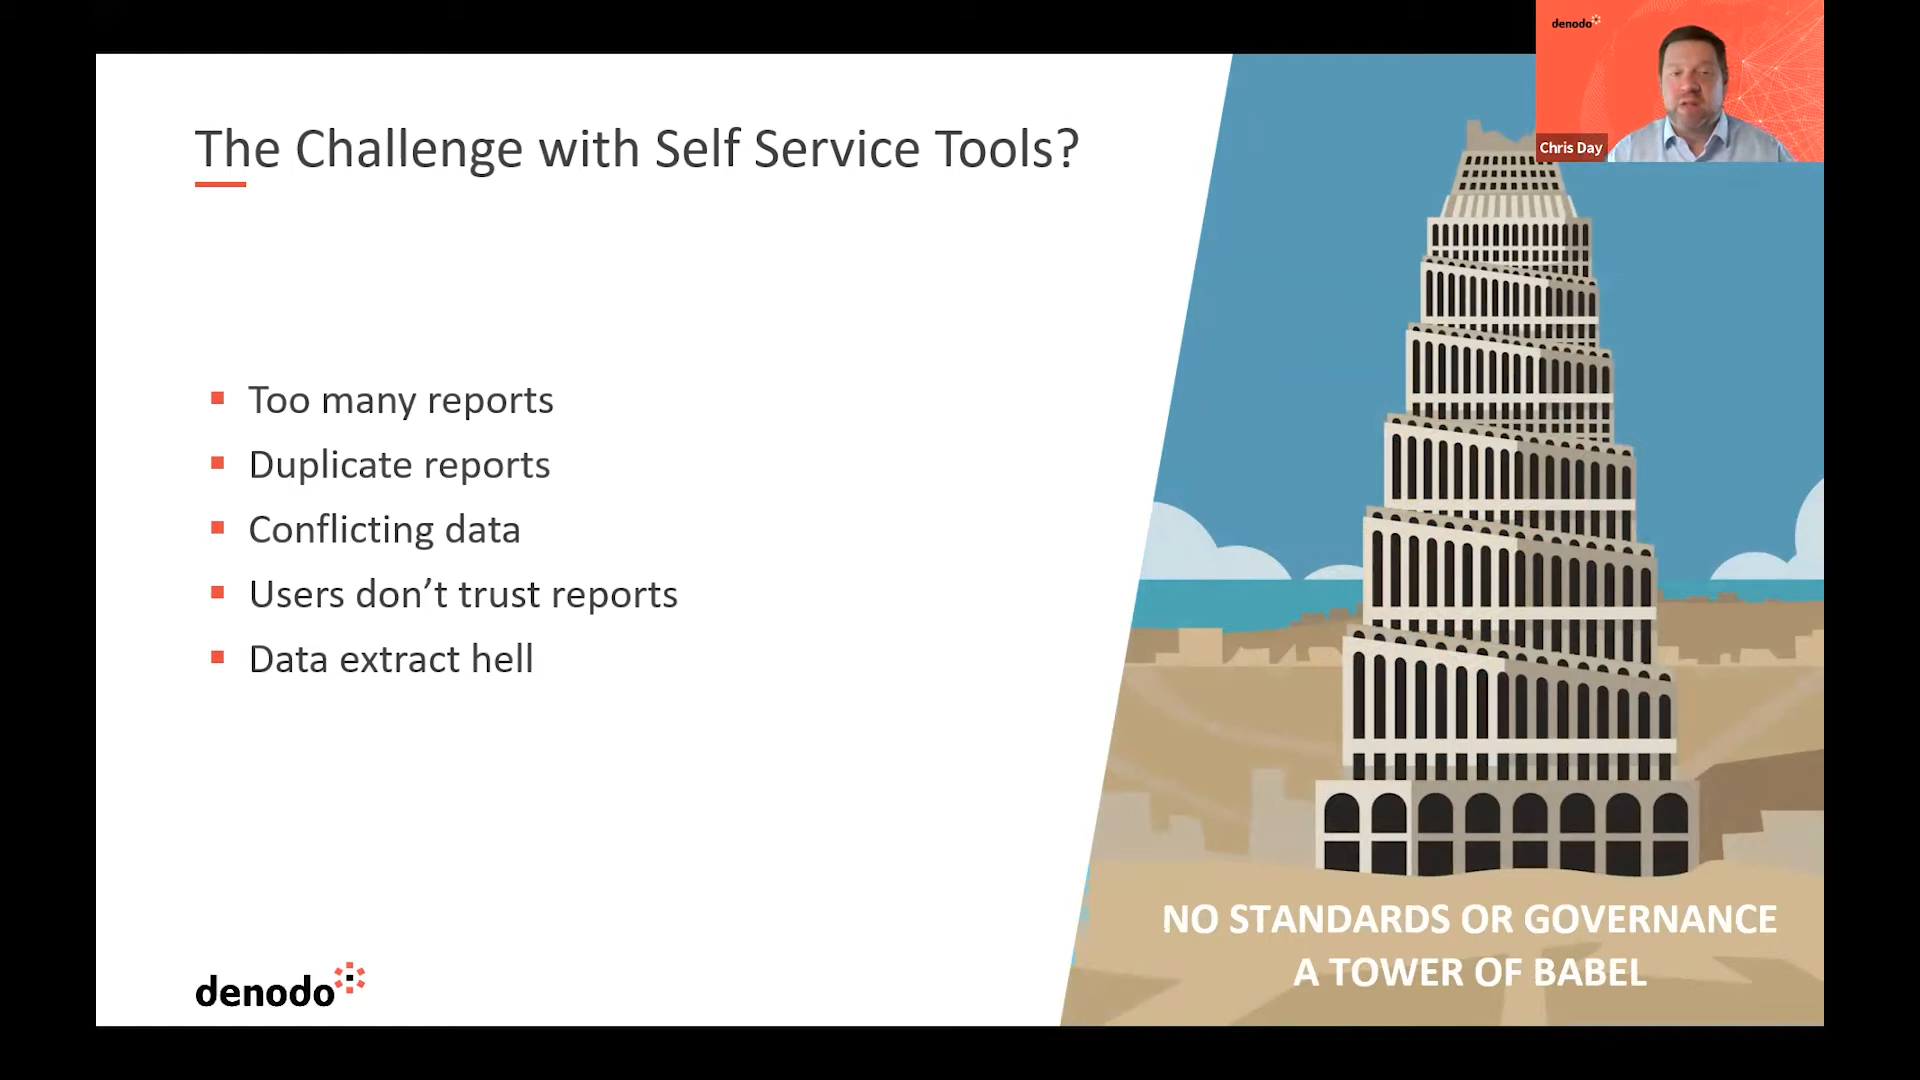 The Challenge with Self Service Tools?
Too many reports
Duplicate reports
Conflicting data
Users don’t trust reports
Data extract hell
denodo
NO STANDARDS OR GOVERNANCE
A TOWER OF BABEL
denodo
Chris Day